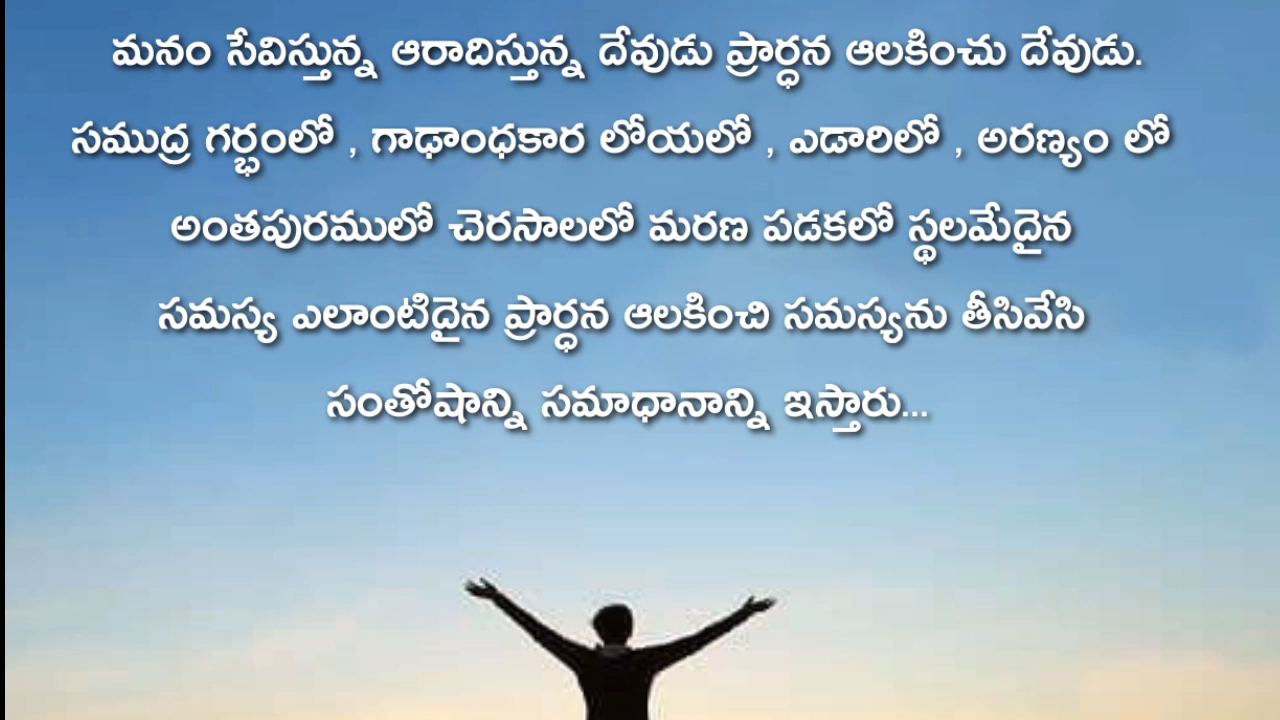 మనం సేవిస్తున్న ఆరాదిస్తున్న దేవుడు ప్రార్ధన ఆలకించు దేవుడు.
సముద్ర గర్భంలో , గాఢాంధకార లోయలో , ఎడారిలో , అరణ్యం లో
అంతపురములో చెరసాలలో మరణ పడకలో స్థలమేదైన
సమస్య ఎలాంటిదైన ప్రార్ధన ఆలకించి సమస్యను తీసివేసి
సంతోషాన్ని సమాధానాన్ని ఇస్తారు...